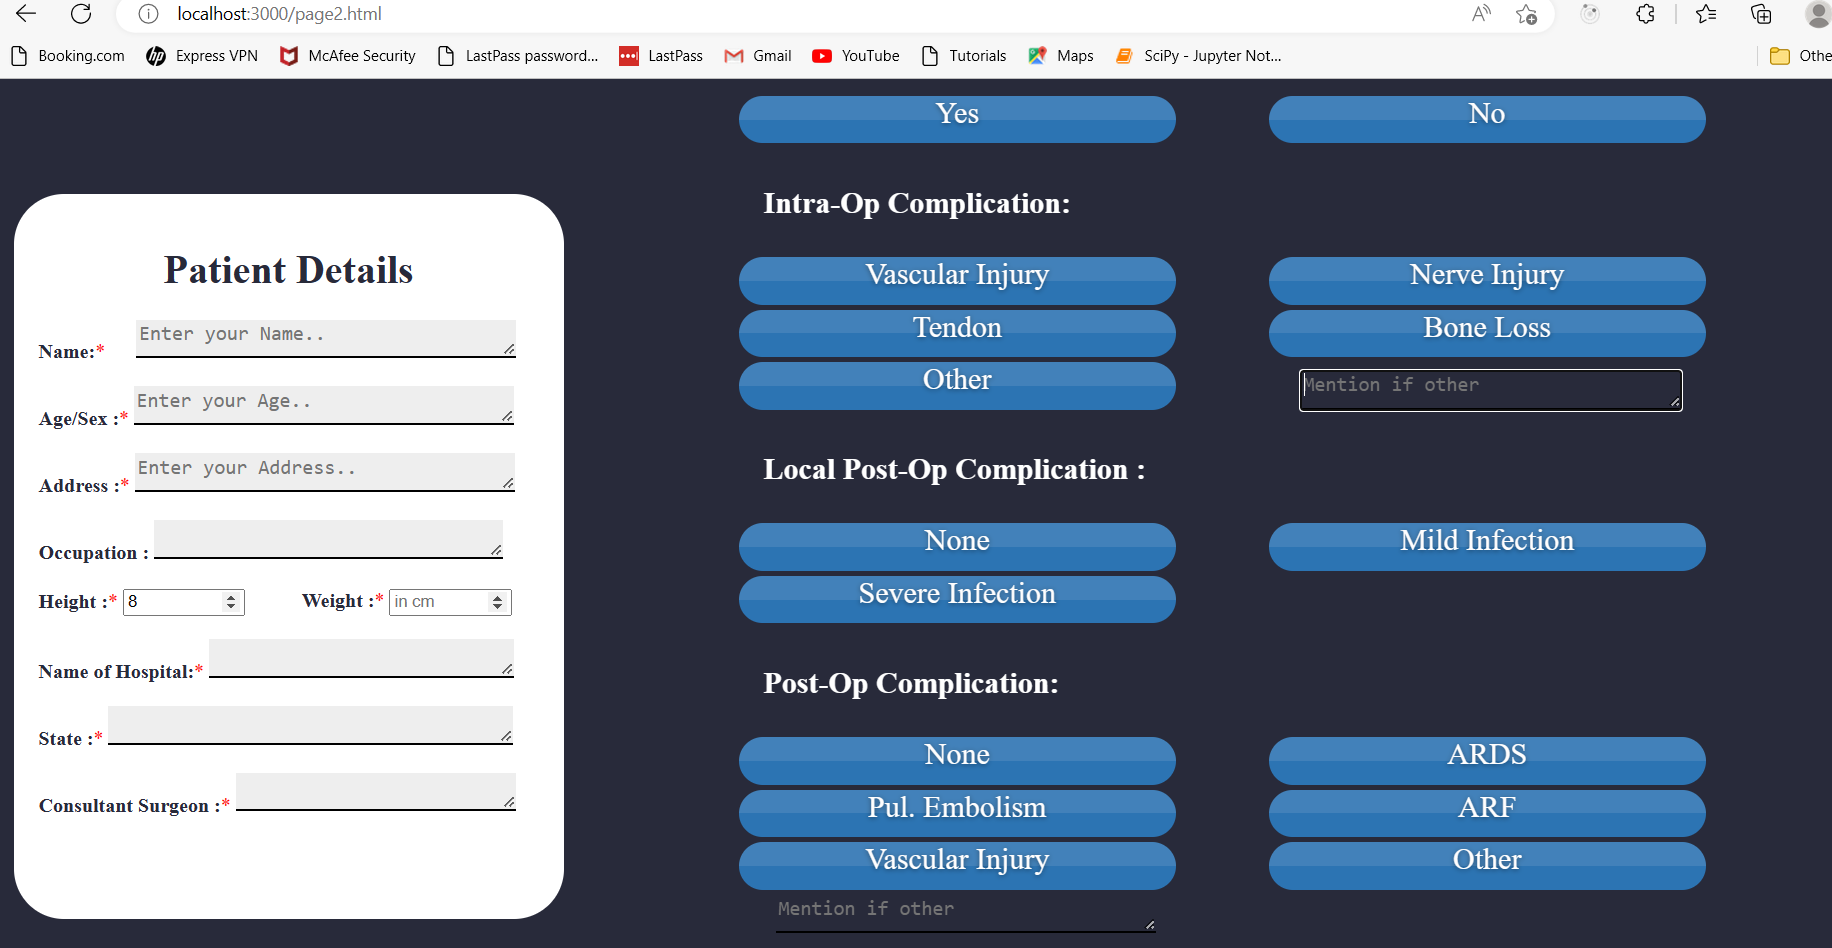 localhost:3000/page2.html
Booking.com Express VPN McAfee Security LastPass password... LastPass Gmail YouTube Tutorials Maps SciPy - Jupyter Not... Othe
Patient Details
Name:*
Enter your Name..
Age/Sex :*
Enter your Age..
Address :*
Enter your Address..
Occupation :
Height :* 8 Weight :* in cm
Name of Hospital:*
State :*
Consultant Surgeon :*
Yes No
Intra-Op Complication:
Vascular Injury Nerve Injury
Tendon Bone Loss
Other Mention if other
Local Post-Op Complication :
None Mild Infection
Severe Infection
Post-Op Complication:
None ARDS
Pul. Embolism ARF
Vascular Injury Other
Mention if other